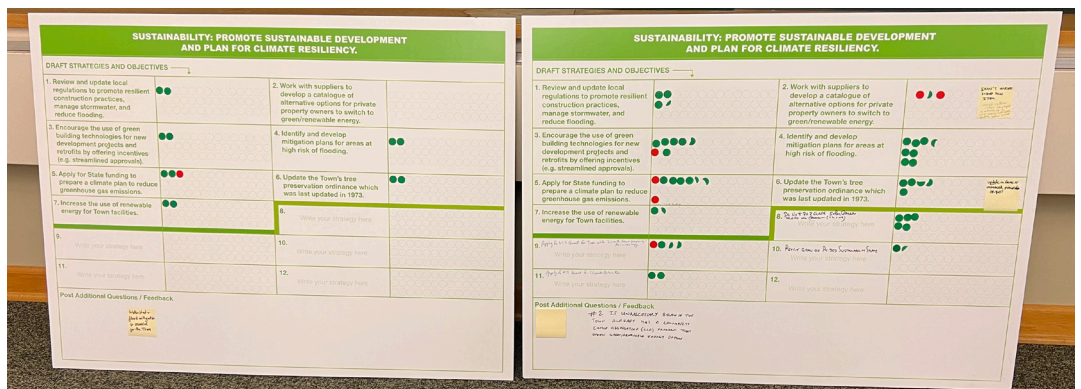 SUSTAINABILITY: PROMOTE SUSTAINABLE DEVELOPMENT
AND PLAN FOR CLIMATE RESILIENCY.
DRAFT STRATEGIES AND OBJECTIVES
1. Review and update local
regulations to promote resilient
construction practices,
manage stormwater, and
reduce flooding.
2. Work with suppliers to
develop a catalogue of
alternative options for private
property owners to switch to
green/renewable energy.
3. Encourage the use of green
building technologies for new
development projects and
retrofits by offering incentives
(e.g. streamlined approvals).
4. Identify and develop
mitigation plans for areas at
high risk of flooding.
5. Apply for State funding to
prepare a climate plan to reduce
greenhouse gas emissions.
6. Update the Town's tree
preservation ordinance which
was last updated in 1973.
7. Increase the use of renewable
energy for Town facilities.
8.
Write your strategy here
9.
Write your strategy here
10.
Write your strategy here
11.
Write your strategy here
12.
Write your strategy here
Post Additional Questions / Feedback
SUSTAINABILITY: PROMOTE SUSTAINABLE DEVELOPMENT
AND PLAN FOR CLIMATE RESILIENCY.
DRAFT STRATEGIES AND OBJECTIVES
1. Review and update local
regulations to promote resilient
construction practices,
manage stormwater, and
reduce flooding.
2. Work with suppliers to
develop a catalogue of
alternative options for private
property owners to switch to
green/renewable energy.
3. Encourage the use of green
building technologies for new
development projects and
retrofits by offering incentives
(e.g. streamlined approvals).
4. Identify and develop
mitigation plans for areas at
high risk of flooding.
5. Apply for State funding to
prepare a climate plan to reduce
greenhouse gas emissions.
6. Update the Town's tree
preservation ordinance which
was last updated in 1973.
7. Increase the use of renewable
energy for Town facilities.
8.
Write your strategy here
9.
Write your strategy here
10.
Write your strategy here
11.
Write your strategy here
12.
Write your strategy here
Post Additional Questions / Feedback
#2 IS UNNECESSARY
TOWN ALREADY HAS A COMMUNITY